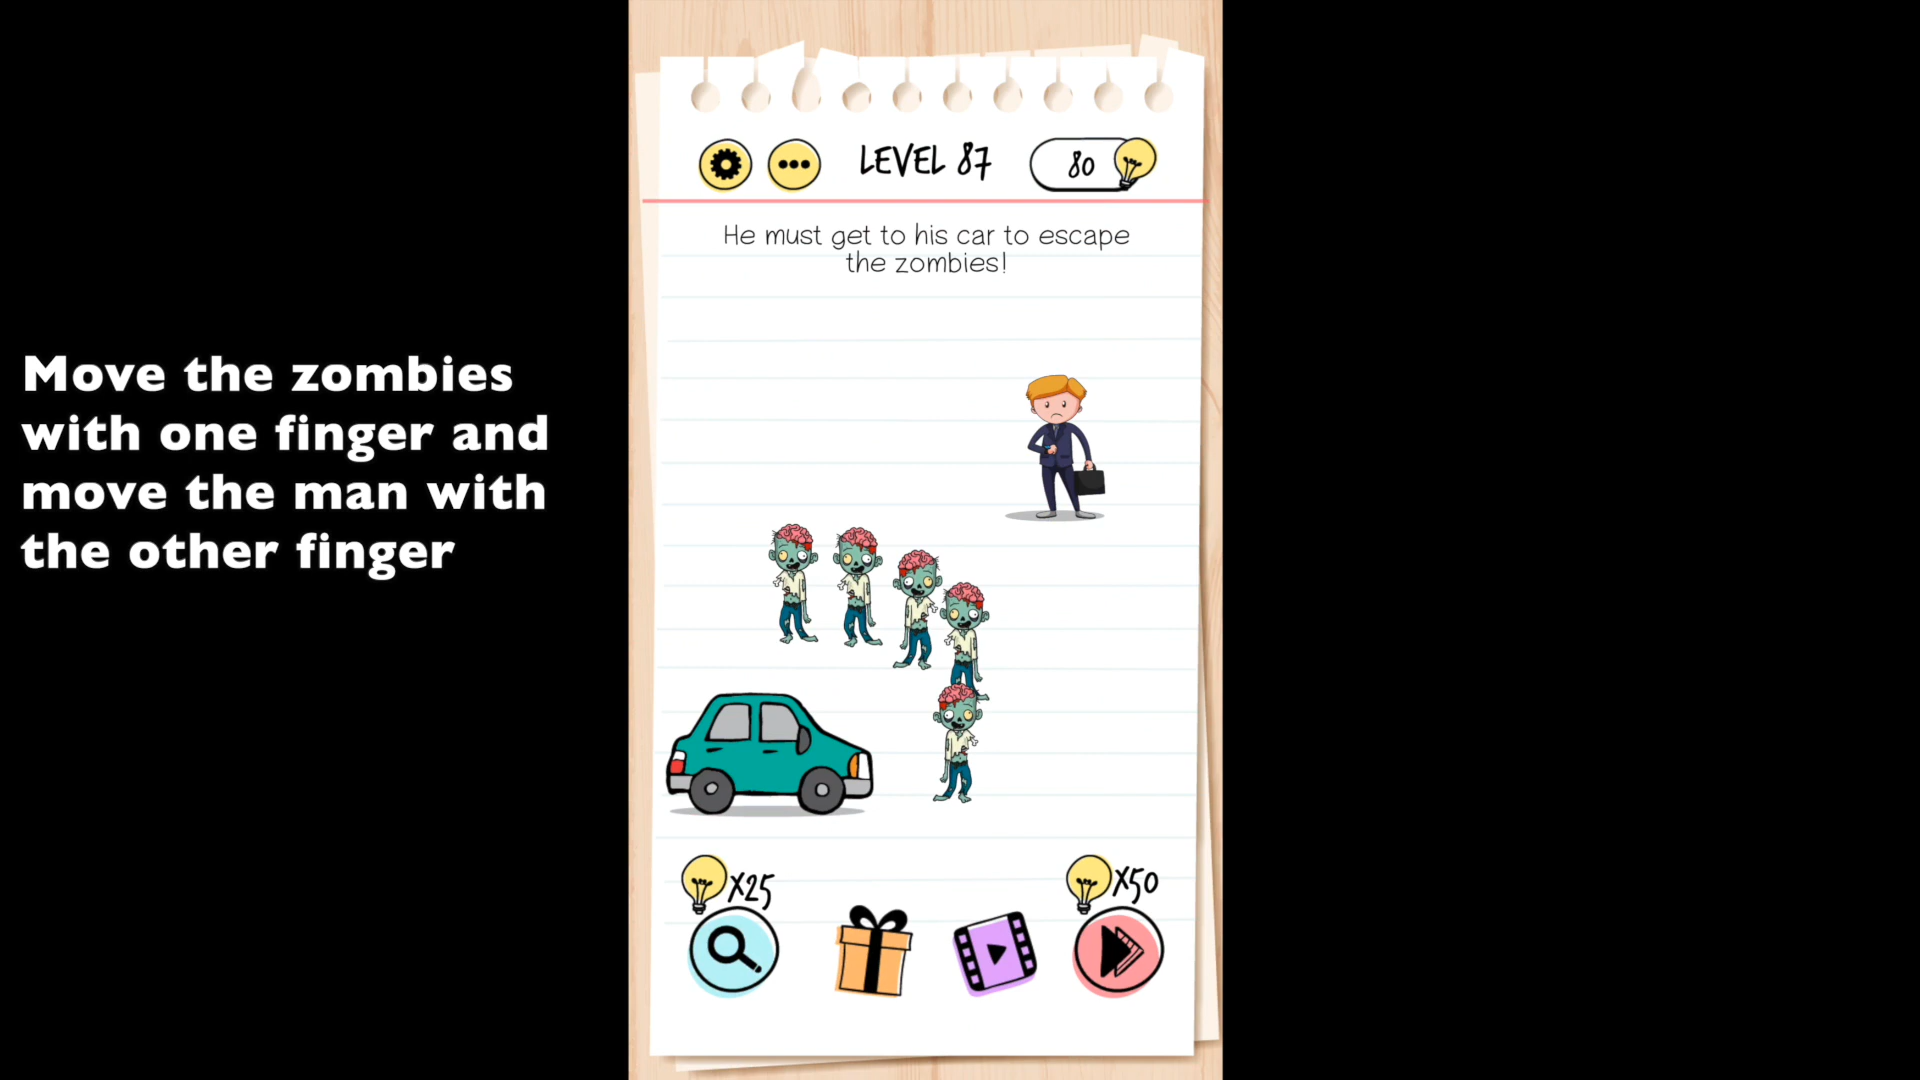 LEVEL 87
80
He must get to his car to escape
the zombies!
Move the zombies
with one finger and
move the man with
the other finger
X25
X50